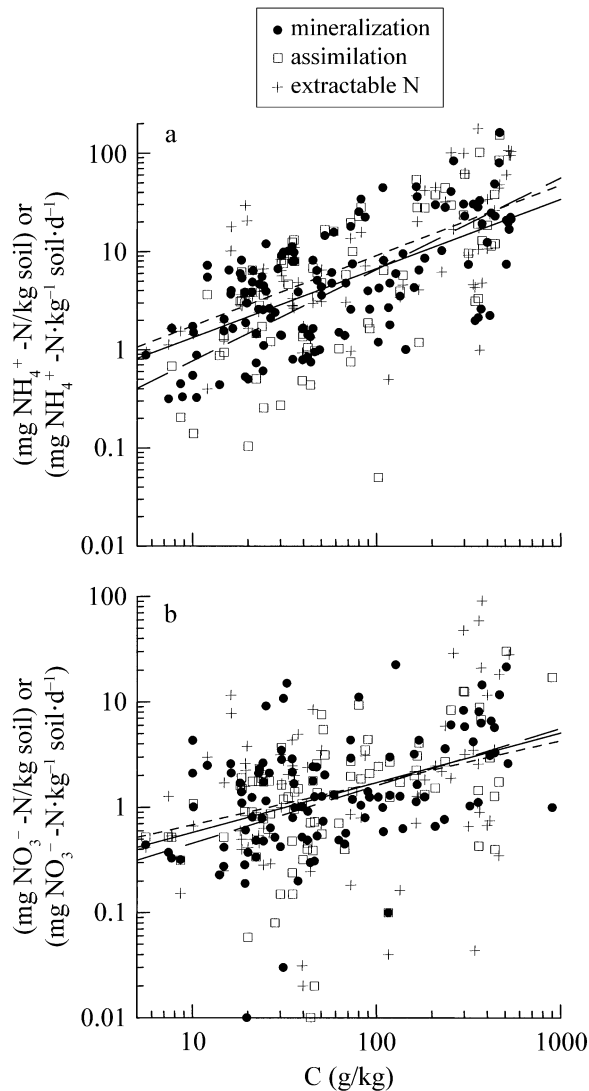 mineralization
assimilation
extractable N
a
100
10
1
0.1
0.01
(mg NH₄⁺ -N/kg soil) or
(mg NH₄⁺ -N·kg⁻¹ soil·d⁻¹)
b
100
10
1
0.1
0.01
(mg NO₃⁻ -N/kg soil) or
(mg NO₃⁻ -N·kg⁻¹ soil·d⁻¹)
10
100
1000
C (g/kg)